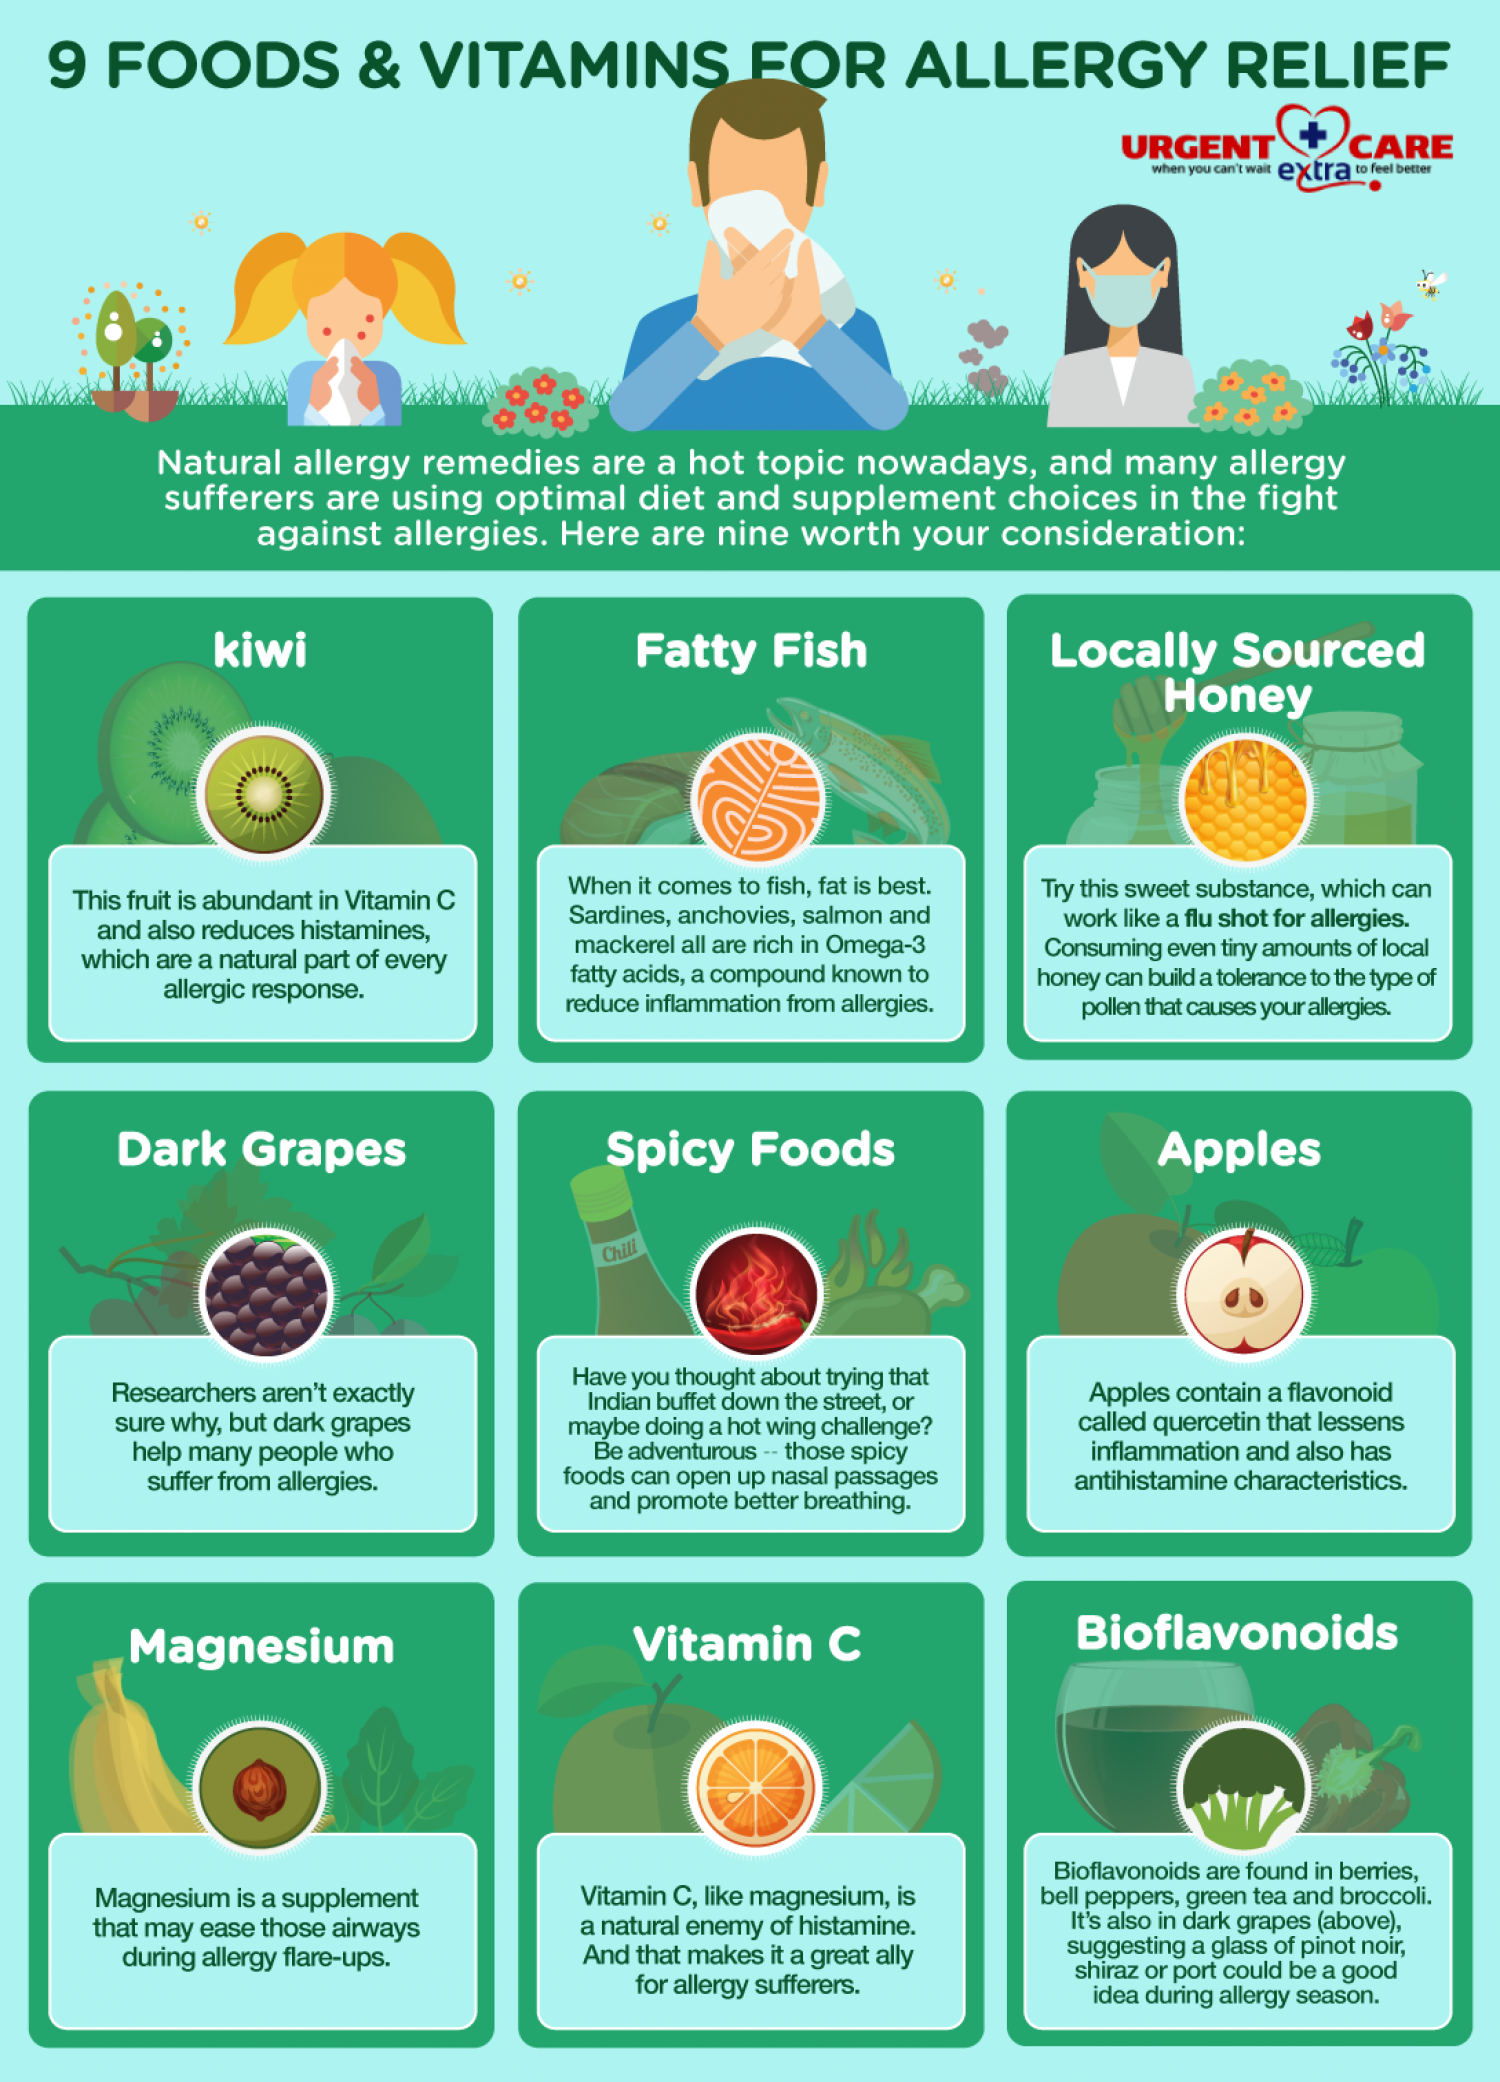 9 FOODS & VITAMINS FOR ALLERGY RELIEF
URGENT CARE
when you can't wait extra to feel better
Natural allergy remedies are a hot topic nowadays, and many allergy
sufferers are using optimal diet and supplement choices in the fight
against allergies. Here are nine worth your consideration:
kiwi
This fruit is abundant in Vitamin C
and also reduces histamines,
which are a natural part of every
allergic response.
Fatty Fish
When it comes to fish, fat is best.
Sardines, anchovies, salmon and
mackerel all are rich in Omega-3
fatty acids, a compound known to
reduce inflammation from allergies.
Locally Sourced
Honey
Try this sweet substance, which can
work like a flu shot for allergies.
Consuming even tiny amounts of local
honey can build a tolerance to the type of
pollen that causes your allergies.
Dark Grapes
Researchers aren't exactly
sure why, but dark grapes
help many people who
suffer from allergies.
Spicy Foods
Chili
Have you thought about trying that
Indian buffet down the street, or
maybe doing a hot wing challenge?
Be adventurous -- those spicy
foods can open up nasal passages
and promote better breathing.
Apples
Apples contain a flavonoid
called quercetin that lessens
inflammation and also has
antihistamine characteristics.
Magnesium
Magnesium is a supplement
that may ease those airways
during allergy flare-ups.
Vitamin C
Vitamin C, like magnesium, is
a natural enemy of histamine.
And that makes it a great ally
for allergy sufferers.
Bioflavonoids
Bioflavonoids are found in berries,
bell peppers, green tea and broccoli.
It's also in dark grapes (above),
suggesting a glass of pinot noir,
shiraz or port could be a good
idea during allergy season.